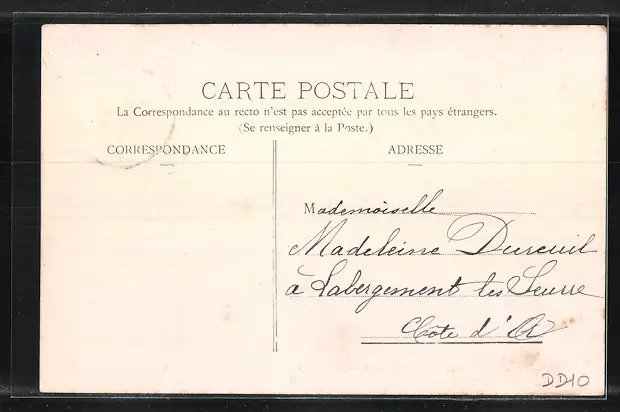 CARTE POSTALE
La Correspondance au recto n'est pas acceptée par tous les pays étrangers.
(Se renseigner à la Poste.)
CORRESPONDANCE
ADRESSE
Mademoiselle
Madeleine Dureuil
à Labergement les Seurre
Côte d'Or
DD10